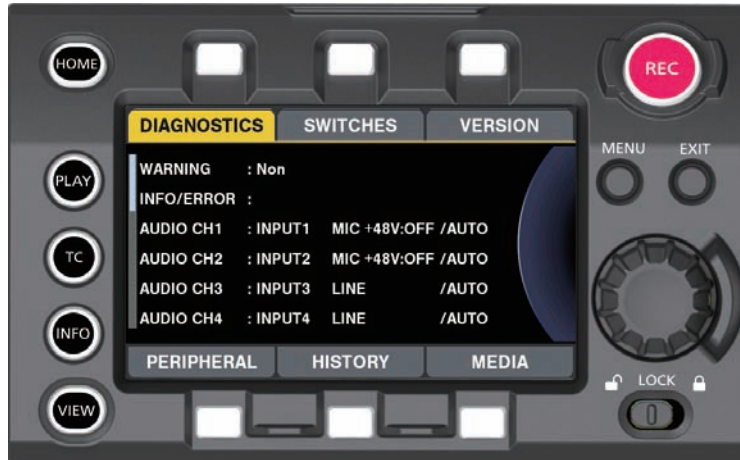 HOME
REC
DIAGNOSTICS SWITCHES VERSION
MENU EXIT
WARNING : Non
PLAY
INFO/ERROR :
AUDIO CH1 : INPUT1 MIC +48V:OFF /AUTO
TC
AUDIO CH2 : INPUT2 MIC +48V:OFF /AUTO
AUDIO CH3 : INPUT3 LINE /AUTO
AUDIO CH4 : INPUT4 LINE /AUTO
INFO
PERIPHERAL HISTORY MEDIA
LOCK
VIEW